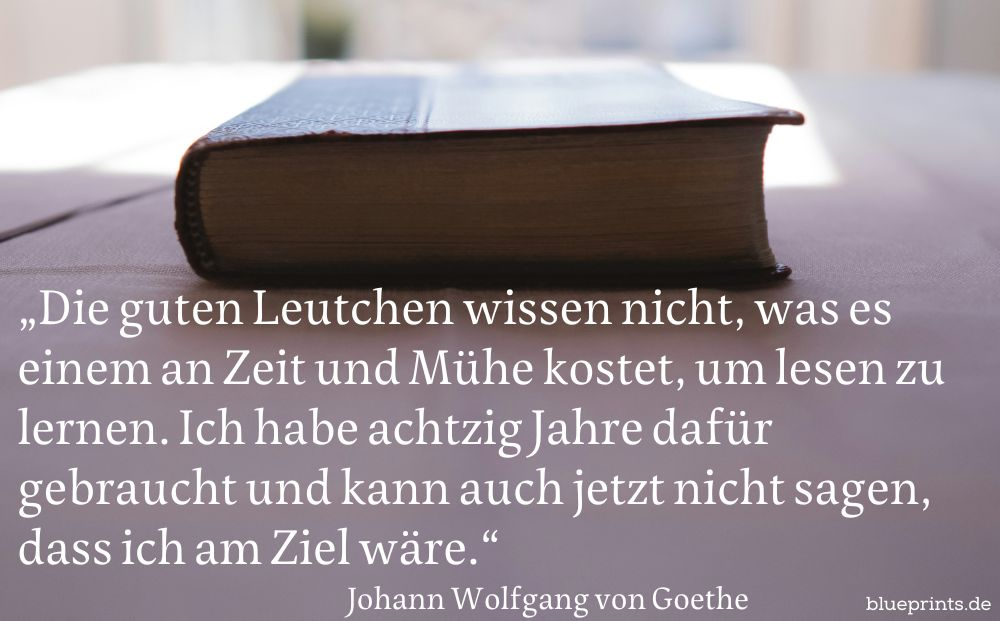 „Die guten Leutchen wissen nicht, was es
einem an Zeit und Mühe kostet, um lesen zu
lernen. Ich habe achtzig Jahre dafür
gebraucht und kann auch jetzt nicht sagen,
dass ich am Ziel wäre.“
Johann Wolfgang von Goethe
blueprints.de